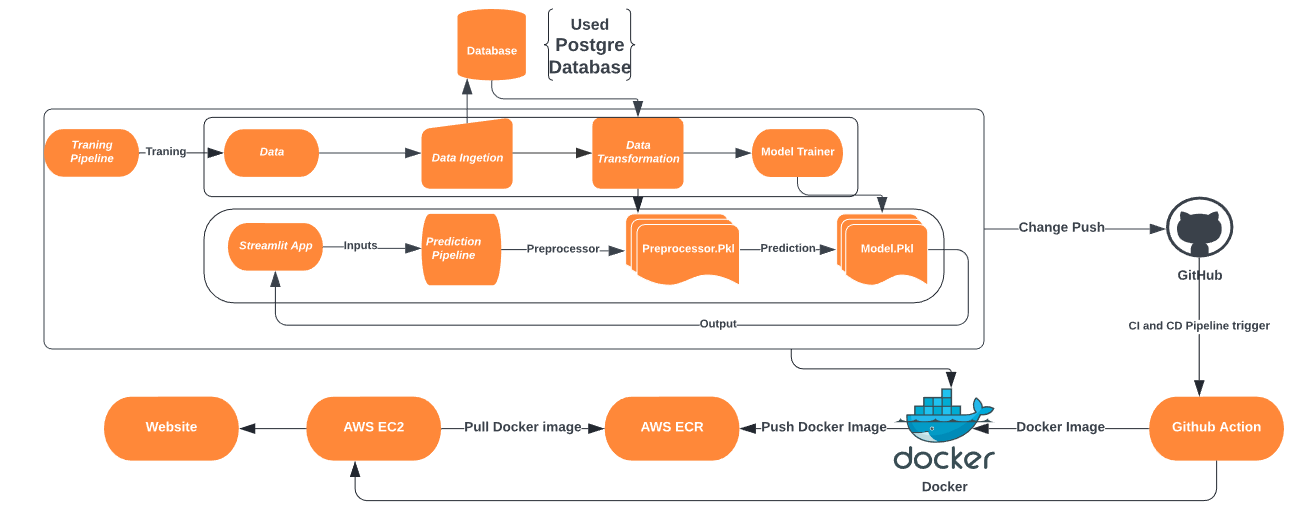 Database
Used
Postgre
Database
Traning
Pipeline
Traning
Data
Data Ingetion
Data
Transformation
Model Trainer
Streamlit App
Inputs
Prediction
Pipeline
Preprocessor
Preprocessor.Pkl
Prediction
Model.Pkl
Output
Change Push
GitHub
CI and CD Pipeline trigger
Website
AWS EC2
Pull Docker image
AWS ECR
Push Docker Image
docker
Docker
Docker Image
Github Action